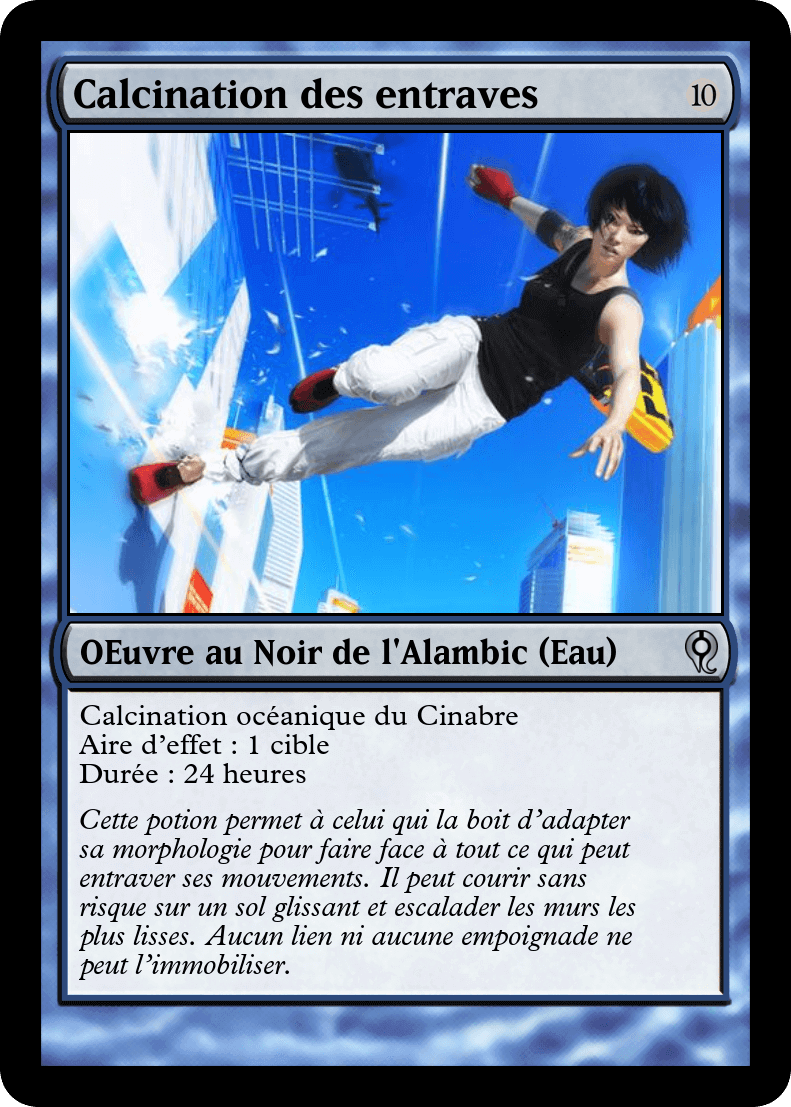 Calcination des entraves
10
OEuvre au Noir de l'Alambic (Eau)
Calcination océanique du Cinabre
Aire d'effet : 1 cible
Durée : 24 heures
Cette potion permet à celui qui la boit d'adapter
sa morphologie pour faire face à tout ce qui peut
entraver ses mouvements. Il peut courir sans
risque sur un sol glissant et escalader les murs les
plus lisses. Aucun lien ni aucune empoignade ne
peut l'immobiliser.